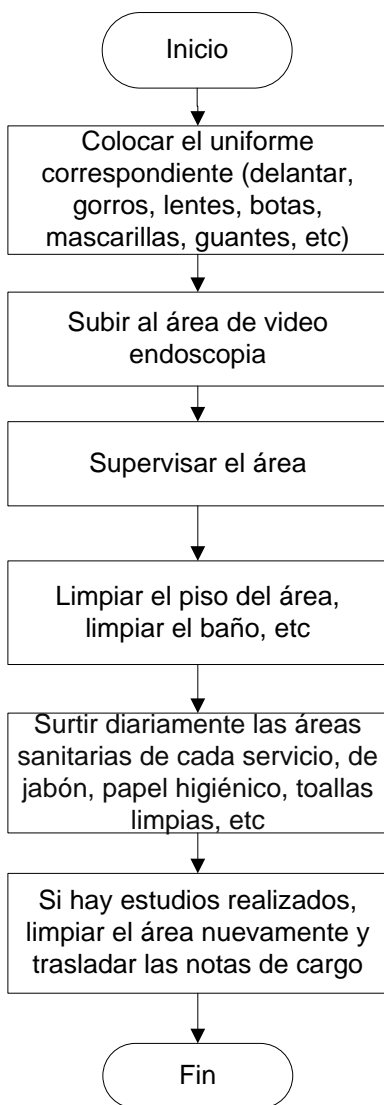 Inicio
Colocar el uniforme
correspondiente (delantar,
gorros, lentes, botas,
mascarillas, guantes, etc)
Subir al área de video
endoscopia
Supervisar el área
Limpiar el piso del área,
limpiar el baño, etc
Surtir diariamente las áreas
sanitarias de cada servicio, de
jabón, papel higiénico, toallas
limpias, etc
Si hay estudios realizados,
limpiar el área nuevamente y
trasladar las notas de cargo
Fin